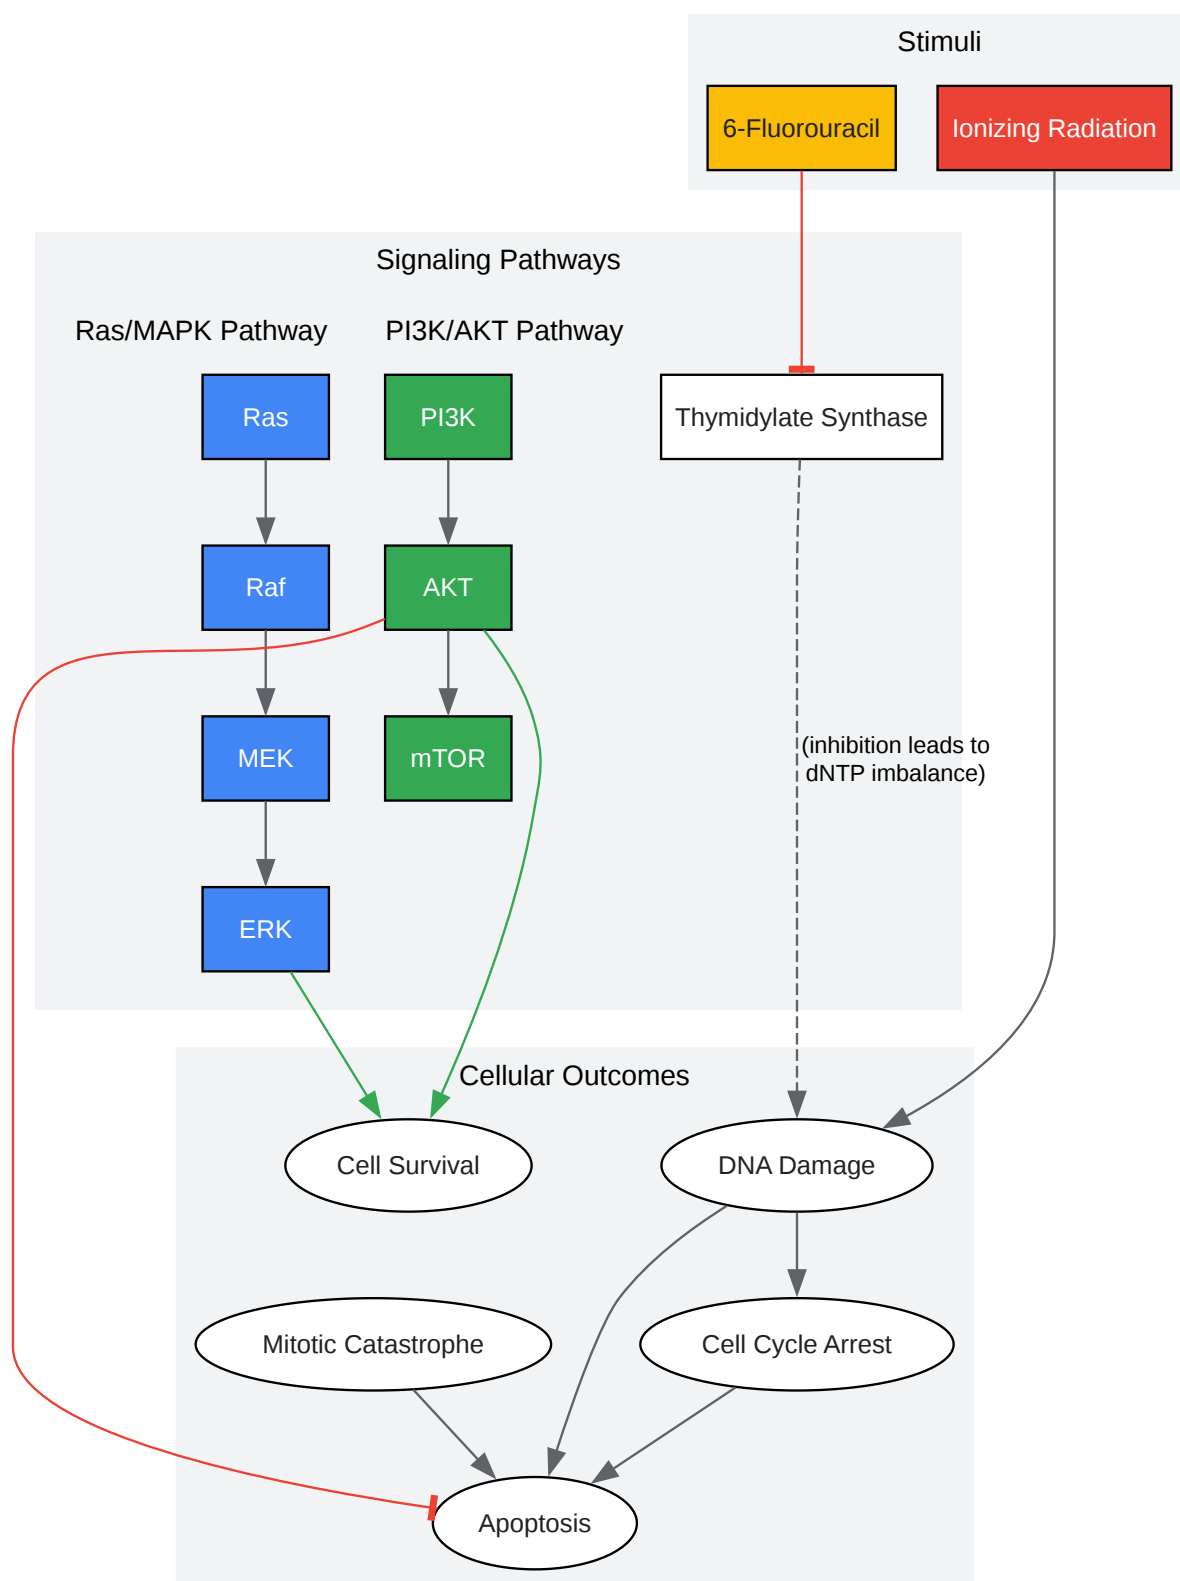 Stimuli
6-Fluorouracil
Ionizing Radiation
Signaling Pathways
Ras/MAPK Pathway
PI3K/AKT Pathway
Ras
PI3K
Thymidylate Synthase
Raf
AKT
MEK
mTOR
(inhibition leads to
dNTP imbalance)
ERK
Cellular Outcomes
Cell Survival
DNA Damage
Mitotic Catastrophe
Cell Cycle Arrest
Apoptosis